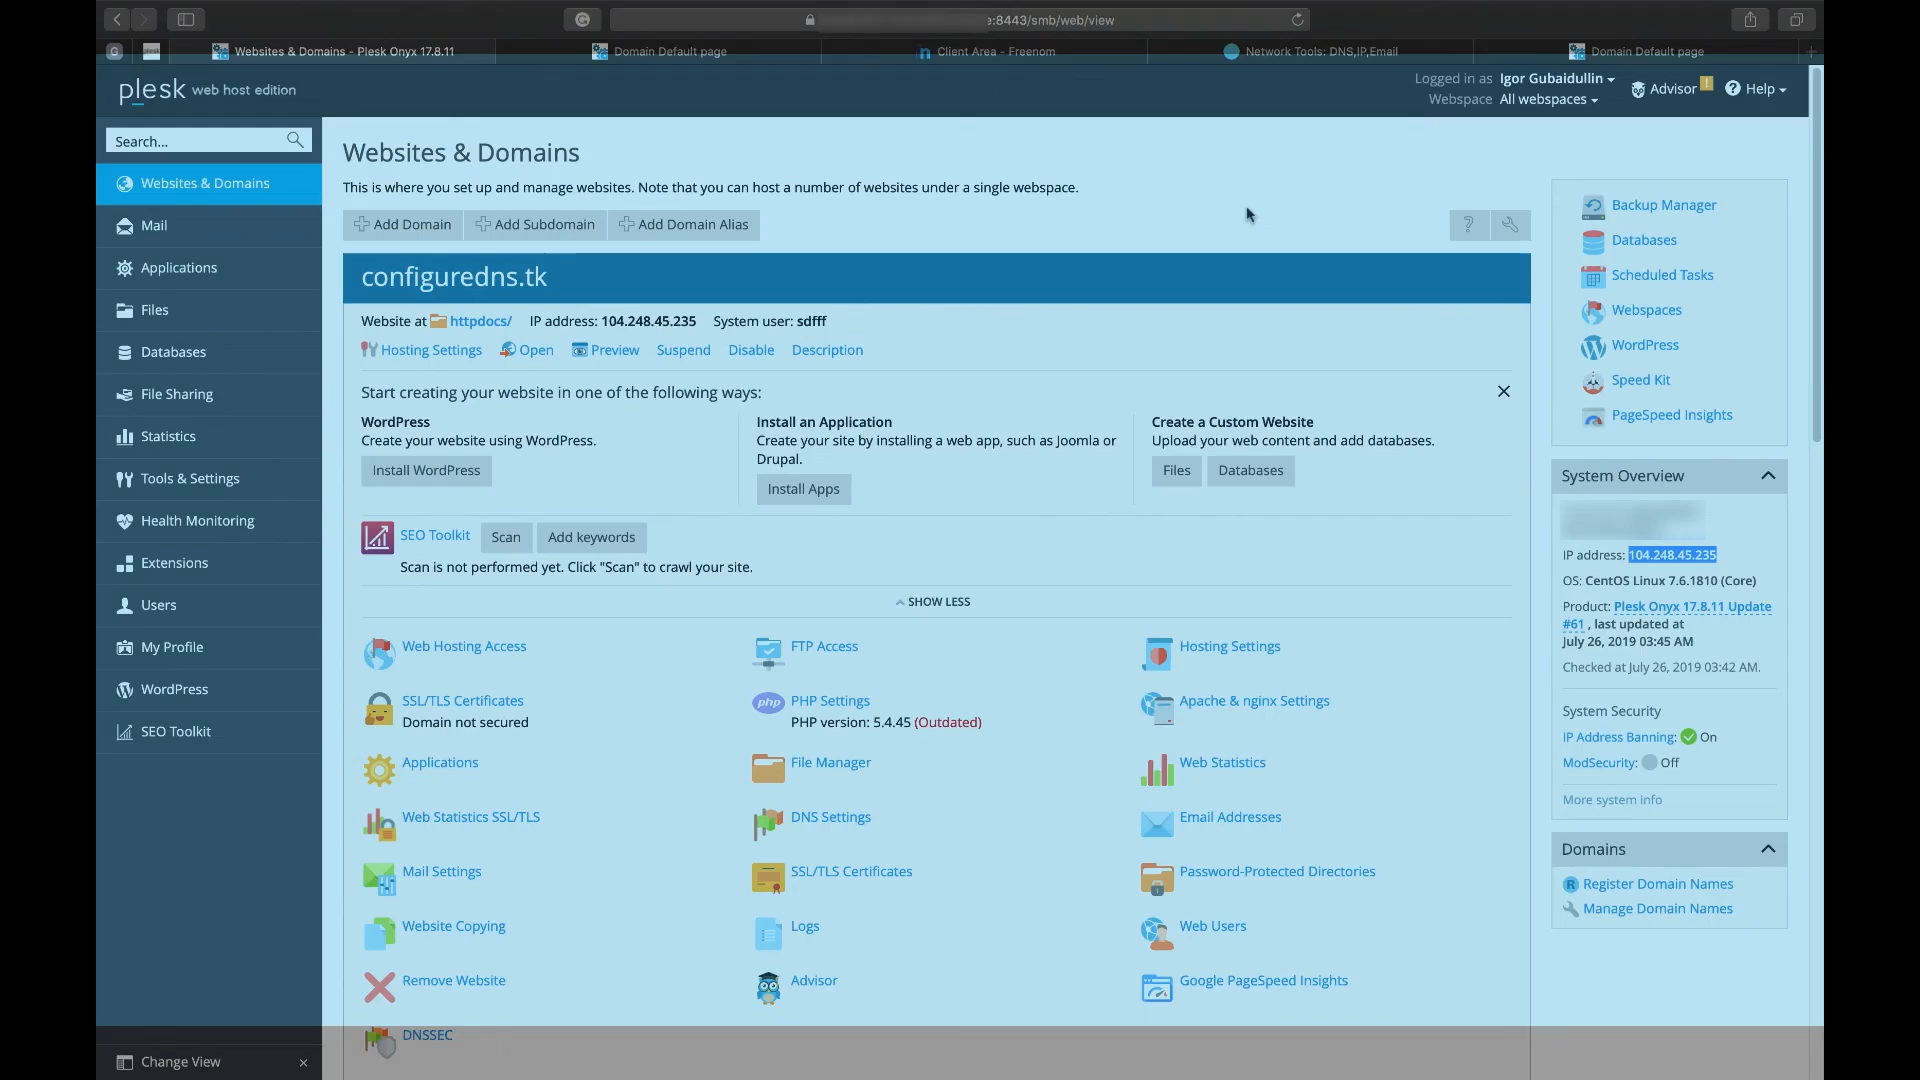 :8443/smb/web/view
Websites & Domains - Plesk Onyx 17.8.11
Domain Default page
Client Area - Freenom
Network Tools: DNS,IP,Email
Domain Default page
plesk web host edition
Logged in as Igor Gubaidullin
Webspace All webspaces
Advisor
Help
Search...
Websites & Domains
Mail
Applications
Files
Databases
File Sharing
Statistics
Tools & Settings
Health Monitoring
Extensions
Users
My Profile
WordPress
SEO Toolkit
Change View
Websites & Domains
This is where you set up and manage websites. Note that you can host a number of websites under a single webspace.
Add Domain
Add Subdomain
Add Domain Alias
configuredns.tk
Website at httpdocs/ IP address: 104.248.45.235 System user: sdfff
Hosting Settings Open Preview Suspend Disable Description
Start creating your website in one of the following ways:
WordPress
Create your website using WordPress.
Install WordPress
Install an Application
Create your site by installing a web app, such as Joomla or
Drupal.
Install Apps
Create a Custom Website
Upload your web content and add databases.
Files
Databases
SEO Toolkit
Scan
Add keywords
Scan is not performed yet. Click "Scan" to crawl your site.
SHOW LESS
Web Hosting Access
FTP Access
Hosting Settings
SSL/TLS Certificates
Domain not secured
PHP Settings
PHP version: 5.4.45 (Outdated)
Apache & nginx Settings
Applications
File Manager
Web Statistics
Web Statistics SSL/TLS
DNS Settings
Email Addresses
Mail Settings
SSL/TLS Certificates
Password-Protected Directories
Website Copying
Logs
Web Users
Remove Website
Advisor
Google PageSpeed Insights
DNSSEC
Backup Manager
Databases
Scheduled Tasks
Webspaces
WordPress
Speed Kit
PageSpeed Insights
System Overview
IP address: 104.248.45.235
OS: CentOS Linux 7.6.1810 (Core)
Product: Plesk Onyx 17.8.11 Update
#61 , last updated at
July 26, 2019 03:45 AM
Checked at July 26, 2019 03:42 AM.
System Security
IP Address Banning: On
ModSecurity: Off
More system info
Domains
Register Domain Names
Manage Domain Names